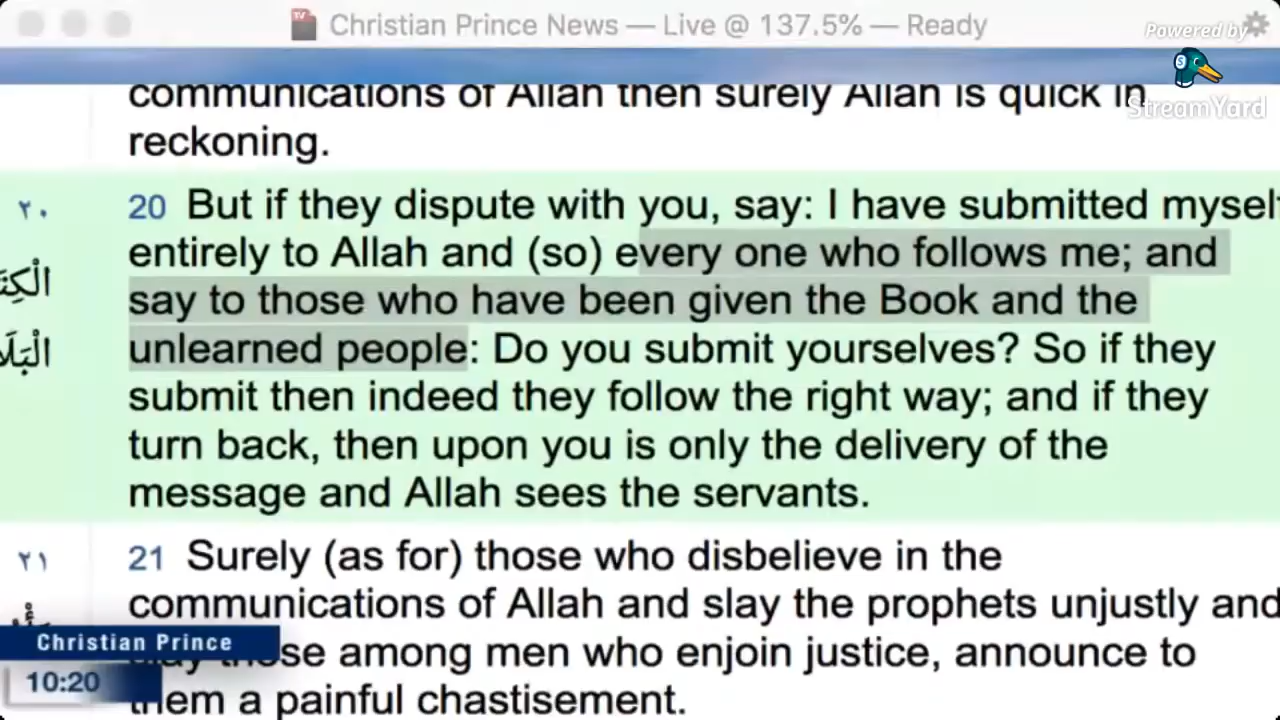 Christian Prince News — Live @ 137.5% — Ready
Powered by
StreamYard
communications of Allah then surely Allah is quick in
reckoning.
٢٠
20 But if they dispute with you, say: I have submitted myself
entirely to Allah and (so) every one who follows me; and
say to those who have been given the Book and the
unlearned people: Do you submit yourselves? So if they
submit then indeed they follow the right way; and if they
turn back, then upon you is only the delivery of the
message and Allah sees the servants.
٢١
21 Surely (as for) those who disbelieve in the
communications of Allah and slay the prophets unjustly and
slay those among men who enjoin justice, announce to
them a painful chastisement.
Christian Prince
10:20